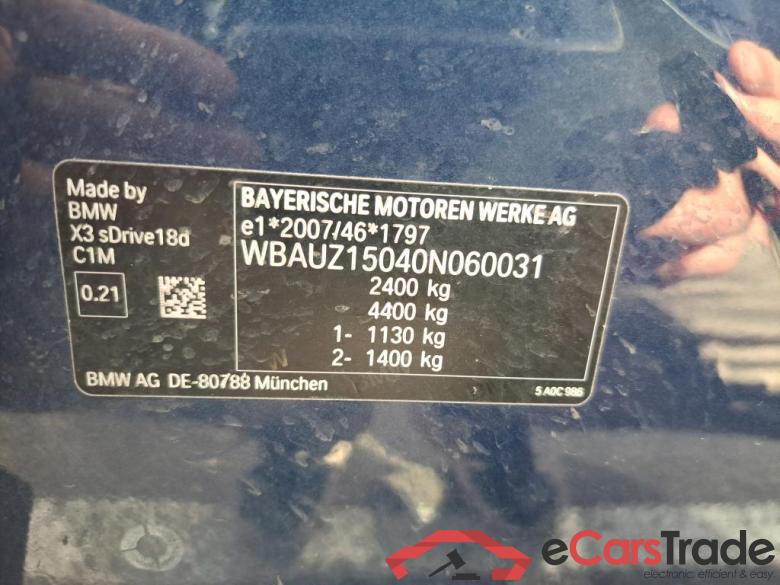 Made by
BMW
X3 sDrive18d
C1M
0.21
BAYERISCHE MOTOREN WERKE AG
e1*2007/46*1797
WBAUZ15040N060031
2400 kg
4400 kg
1- 1130 kg
2- 1400 kg
BMW AG DE-80788 München
5 A0C 986
eCarsTrade
electronic, efficient & easy